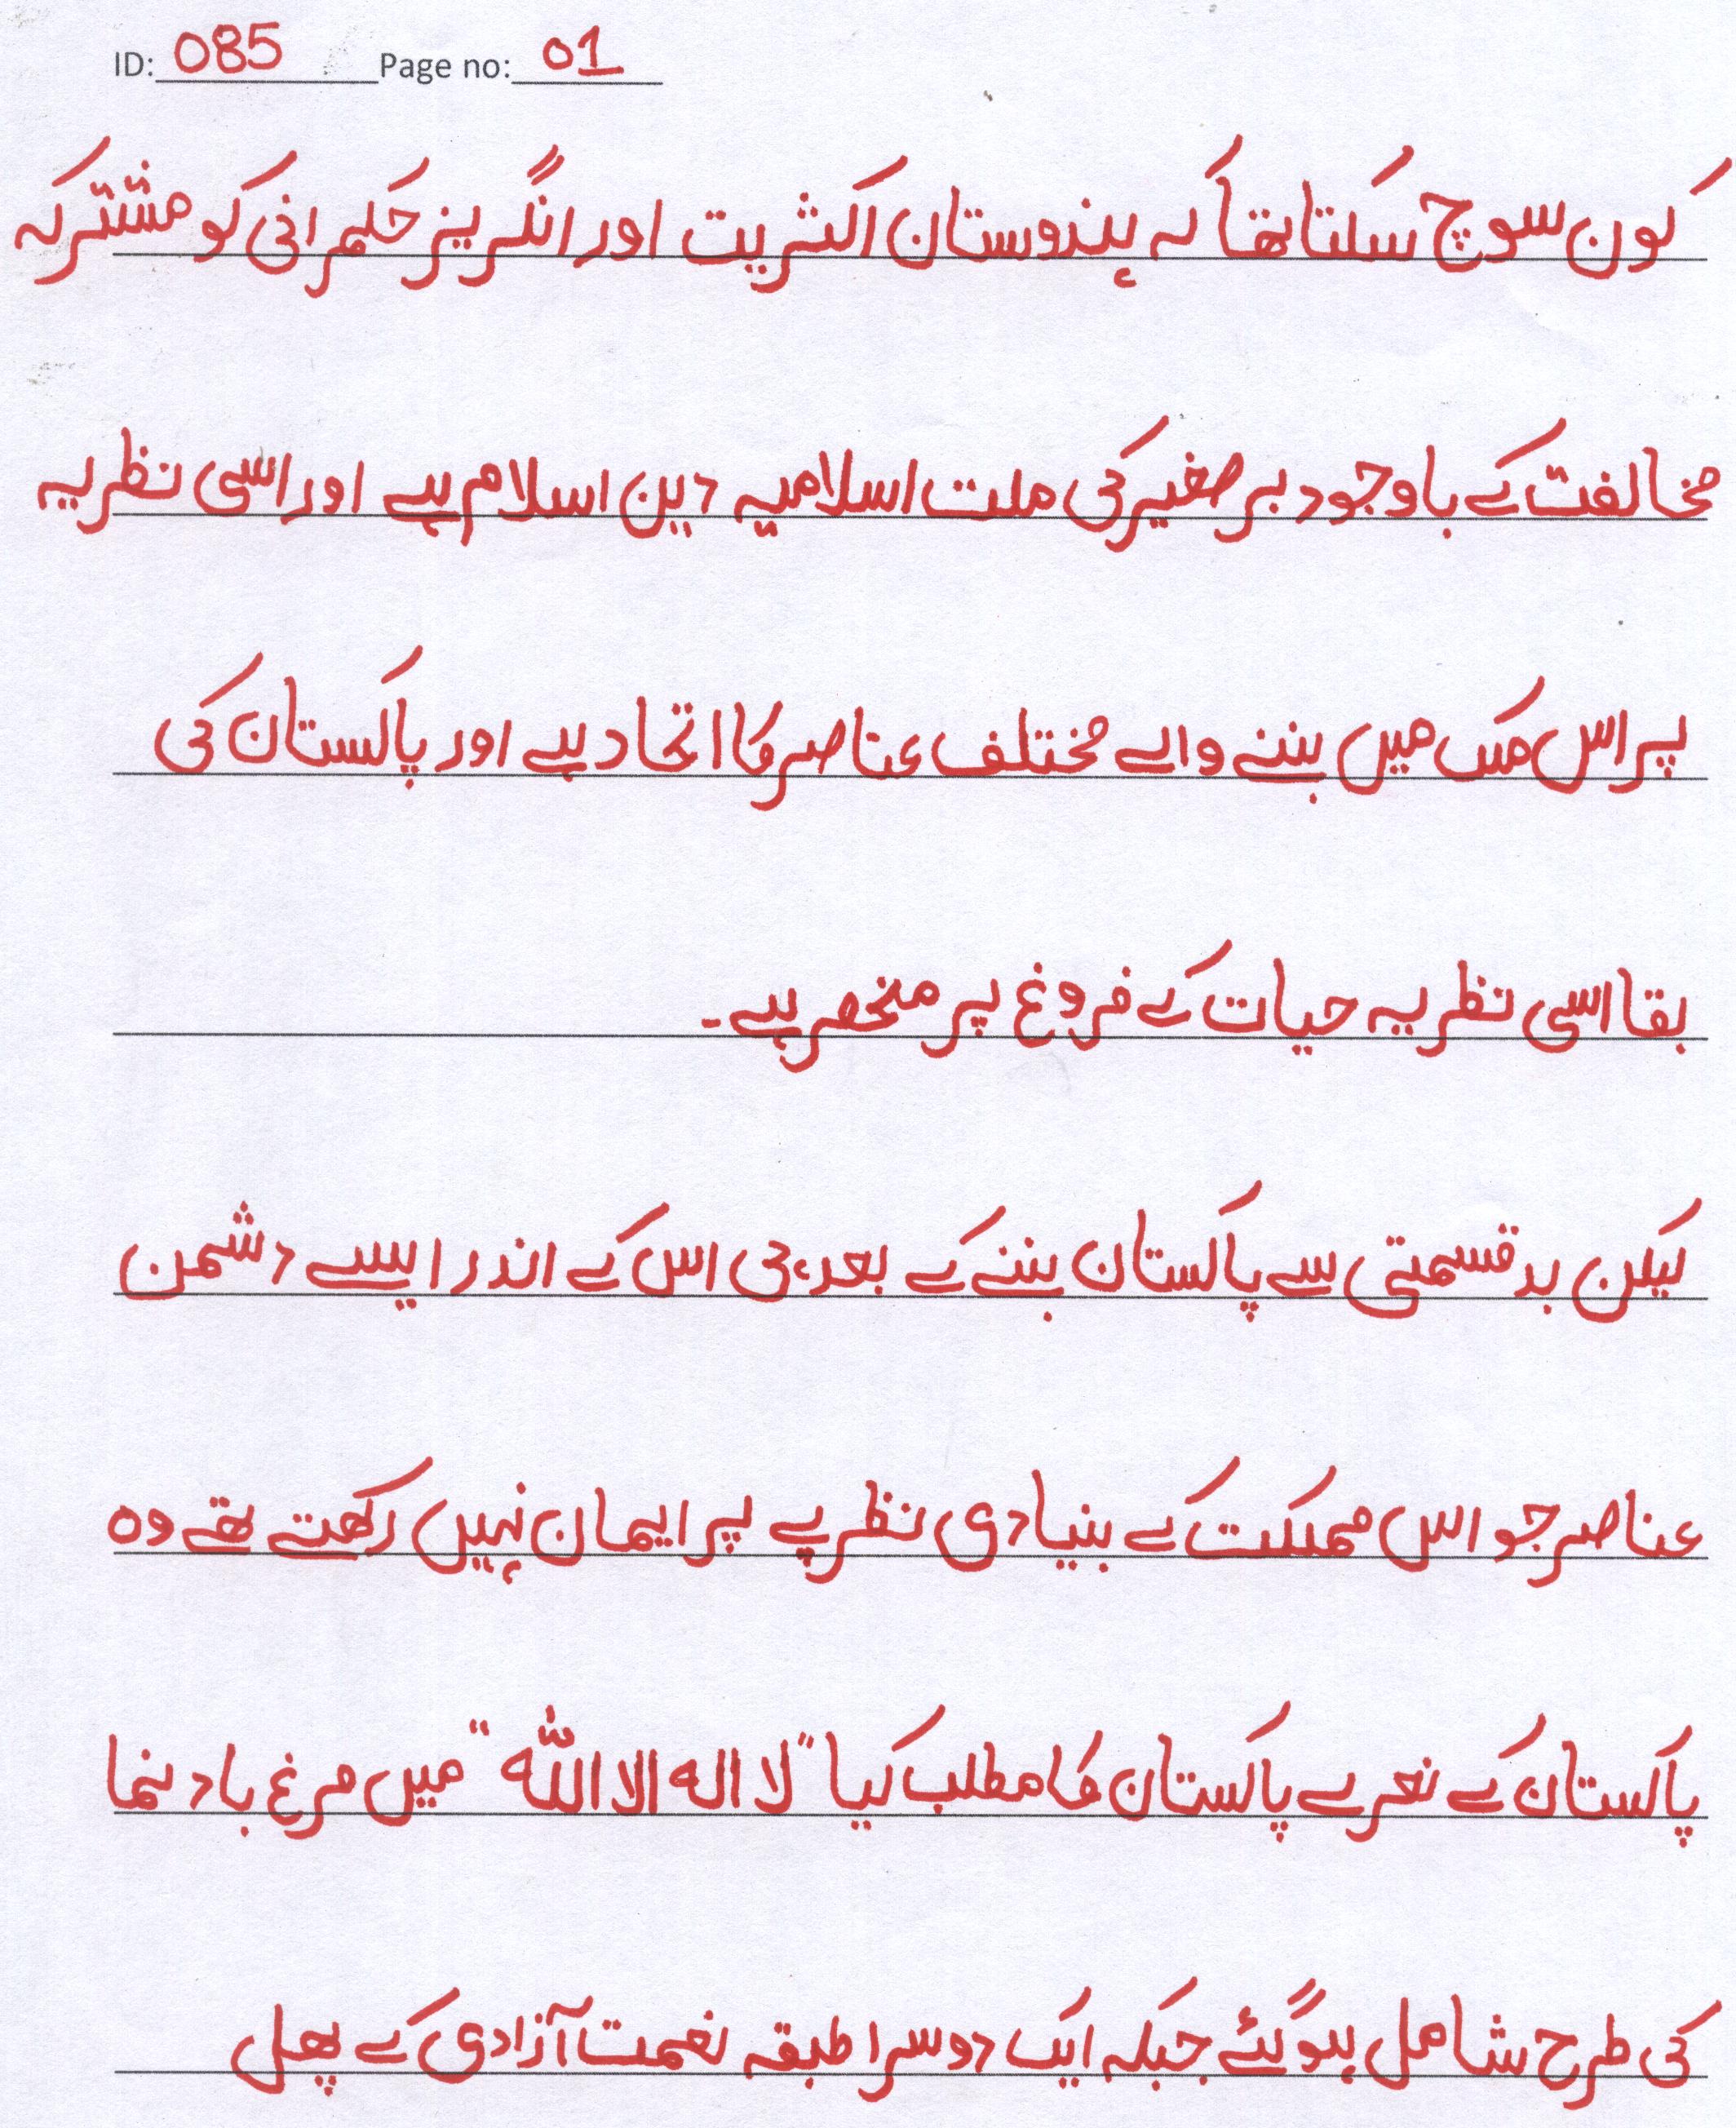 ID: 085 Page no: 01
کون سوچ سکتا تھا کہ ہندوستان اکثریت اور انگریز حکمرانی کو مشترکہ
مخالفت کے باوجود برصغیر کی ملت اسلامیہ دین اسلام ہے اور اسی نظریہ
پر اس ملک میں بننے والے مختلف عناصر کا اتحاد ہے اور پاکستان کی
بقا اسی نظریہ حیات کے فروغ پر منحصر ہے۔
لیکن بدقسمتی سے پاکستان بننے کے بعد ہی اس کے اندر ایسے دشمن
عناصر جو اس مملکت کے بنیادی نظریے پر ایمان نہیں رکھتے تھے وہ
پاکستان کے نعرے پاکستان کا مطلب کیا "لا الہ الا اللہ" میں مرغ باد نما
کی طرح شامل ہوگئے جبکہ ایک دوسرا طبقہ نعمت آزادی کے پھل